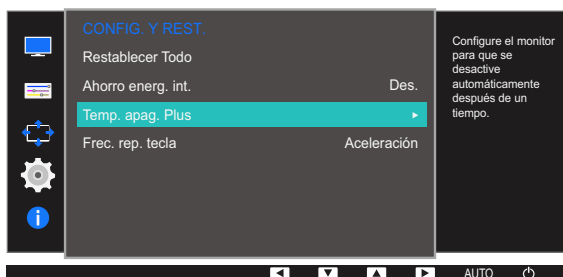 CONFIG. Y REST.
Restablecer Todo
Ahorro energ. int. Des.
Temp. apag. Plus
Frec. rep. tecla Aceleración
Configure el monitor
para que se
desactive
automáticamente
después de un
tiempo.
AUTO